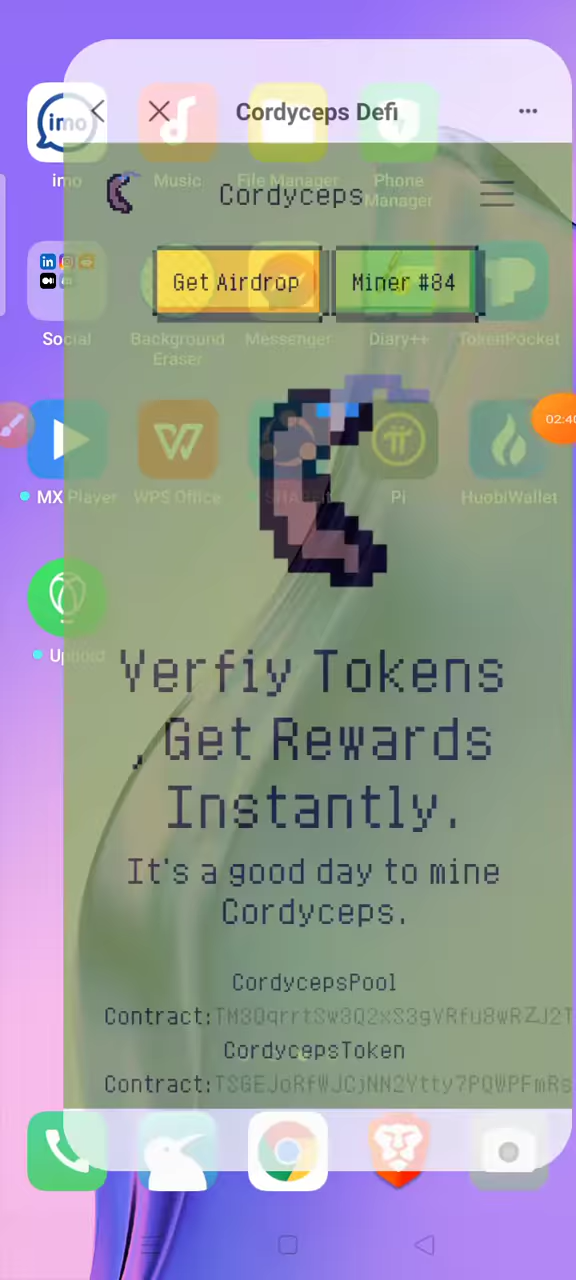 Cordyceps Defi
imo
imo
Music
File Manager
Phone Manager
Cordyceps
Get Airdrop
Miner #84
Social
Background Eraser
Messenger
Diary++
TokenPocket
02:40
MX Player
WPS Office
Pi
HuobiWallet
Verfiy Tokens
, Get Rewards
Instantly.
It's a good day to mine
Cordyceps.
CordycepsPool
Contract:
CordycepsToken
Contract: